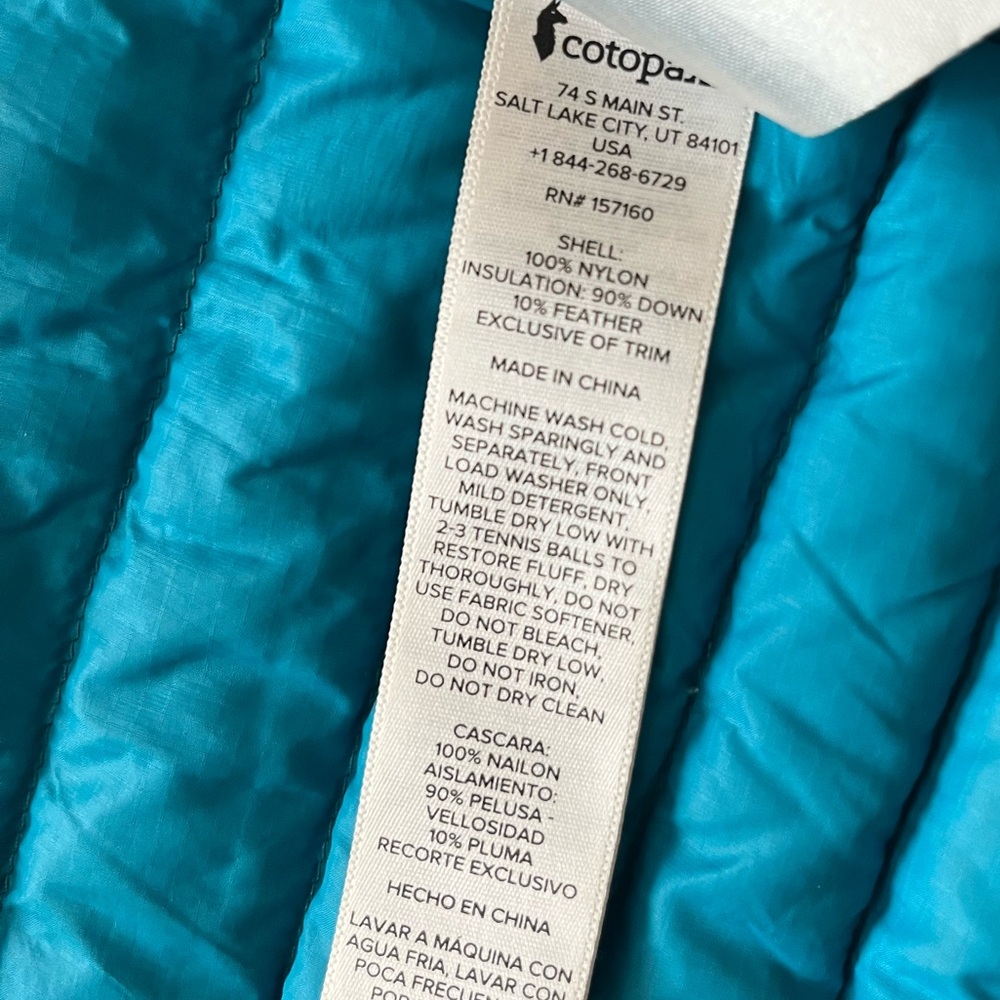 74 S MAIN ST.
SALT LAKE CITY, UT 84101
USA
+1 844-268-6729
RN# 157160
SHELL:
100% NYLON
INSULATION: 90% DOWN
10% FEATHER
EXCLUSIVE OF TRIM
MADE IN CHINA
MACHINE WASH COLD,
WASH SPARINGLY AND
SEPARATELY, FRONT
LOAD WASHER ONLY,
MILD DETERGENT,
TUMBLE DRY LOW WITH
2-3 TENNIS BALLS TO
RESTORE FLUFF, DRY
THOROUGHLY, DO NOT
USE FABRIC SOFTENER,
DO NOT BLEACH,
TUMBLE DRY LOW,
DO NOT IRON,
DO NOT DRY CLEAN
CASCARA:
100% NAILON
AISLAMIENTO:
90% PELUSA -
VELLOSIDAD
10% PLUMA
RECORTE EXCLUSIVO
HECHO EN CHINA
LAVAR A MÁQUINA CON
AGUA FRIA, LAVAR CON
POCA